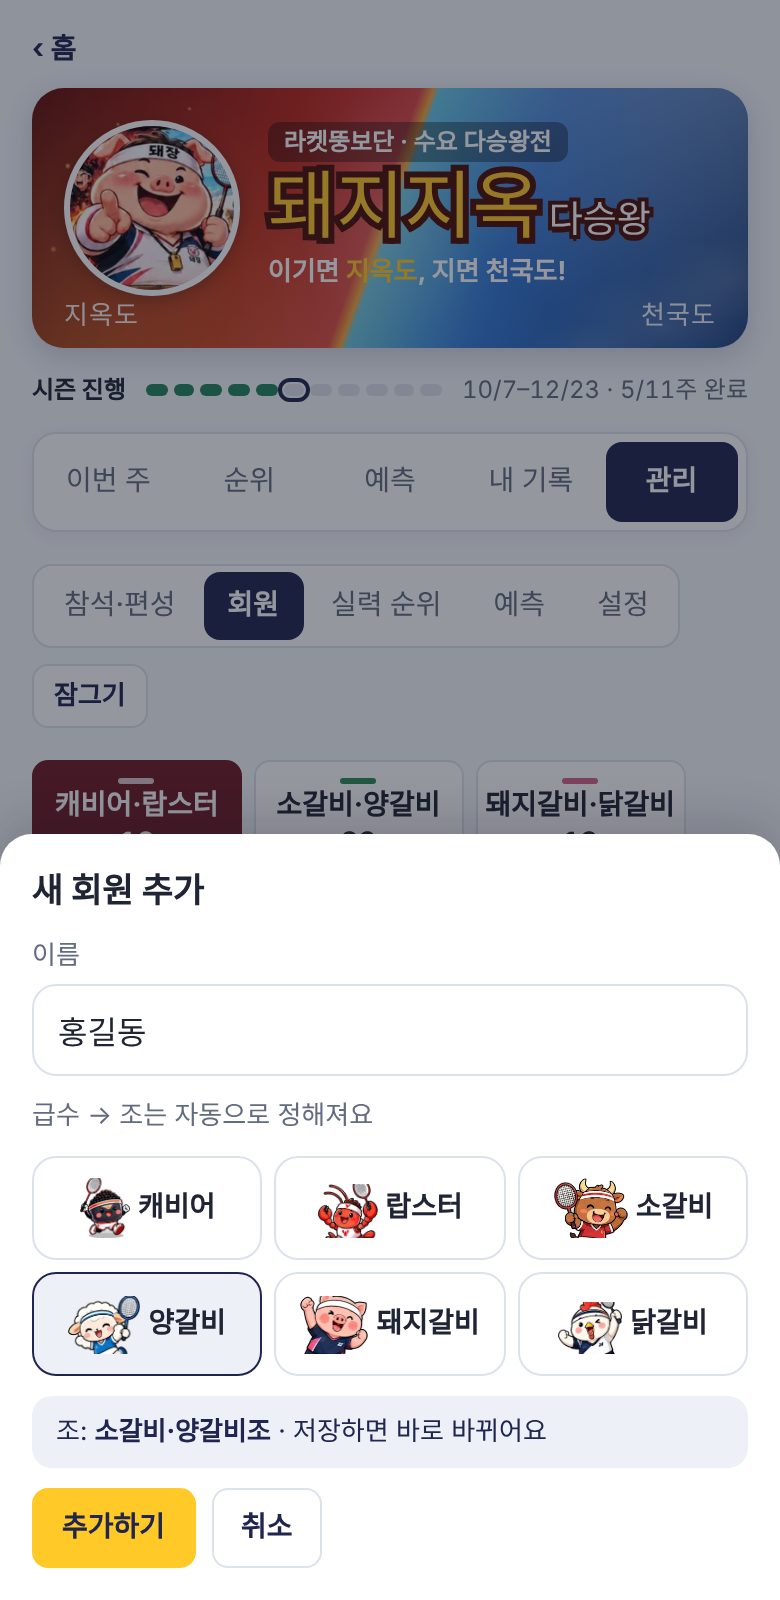 ‹ 홈
돼장
라켓뚱보단 · 수요 다승왕전
돼지지옥 다승왕
이기면 지옥도, 지면 천국도!
지옥도
천국도
시즌 진행
10/7–12/23 · 5/11주 완료
이번 주 순위 예측 내 기록 관리
참석·편성 회원 실력 순위 예측 설정
잠그기
캐비어·랍스터 소갈비·양갈비 돼지갈비·닭갈비
새 회원 추가
이름
홍길동
급수 → 조는 자동으로 정해져요
캐비어 랍스터 소갈비
양갈비 돼지갈비 닭갈비
조: 소갈비·양갈비조 · 저장하면 바로 바뀌어요
추가하기 취소